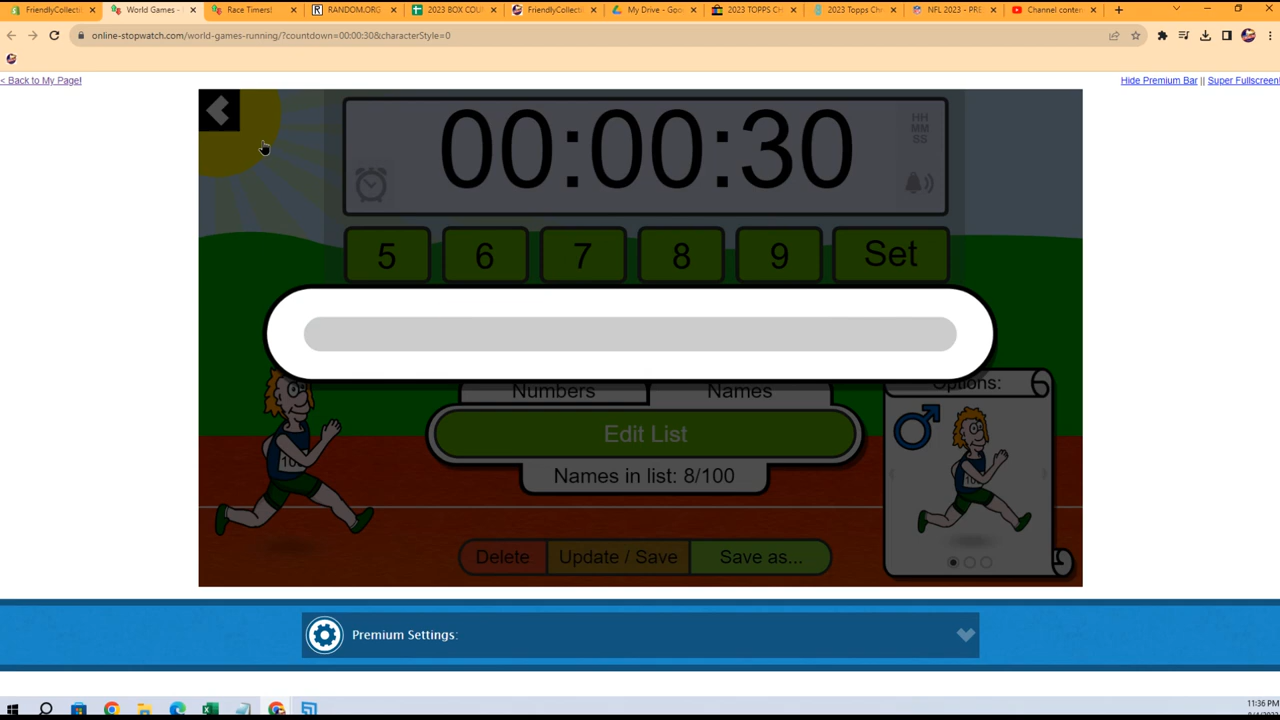 FriendlyCollecti
World Games -
Race Timers!
RANDOM.ORG
2023 BOX COU
FriendlyCollecti
My Drive - Goo
2023 TOPPS CH
2023 Topps Chr
NFL 2023 - PRE
Channel conten
online-stopwatch.com/world-games-running/?countdown=00:00:30&characterStyle=0
< Back to My Page!
Hide Premium Bar || Super Fullscreen!
00:00:30
HH
MM
SS
5 6 7 8 9 Set
Numbers Names
Options:
Edit List
Names in list: 8/100
Delete Update / Save Save as...
Premium Settings:
11:36 PM